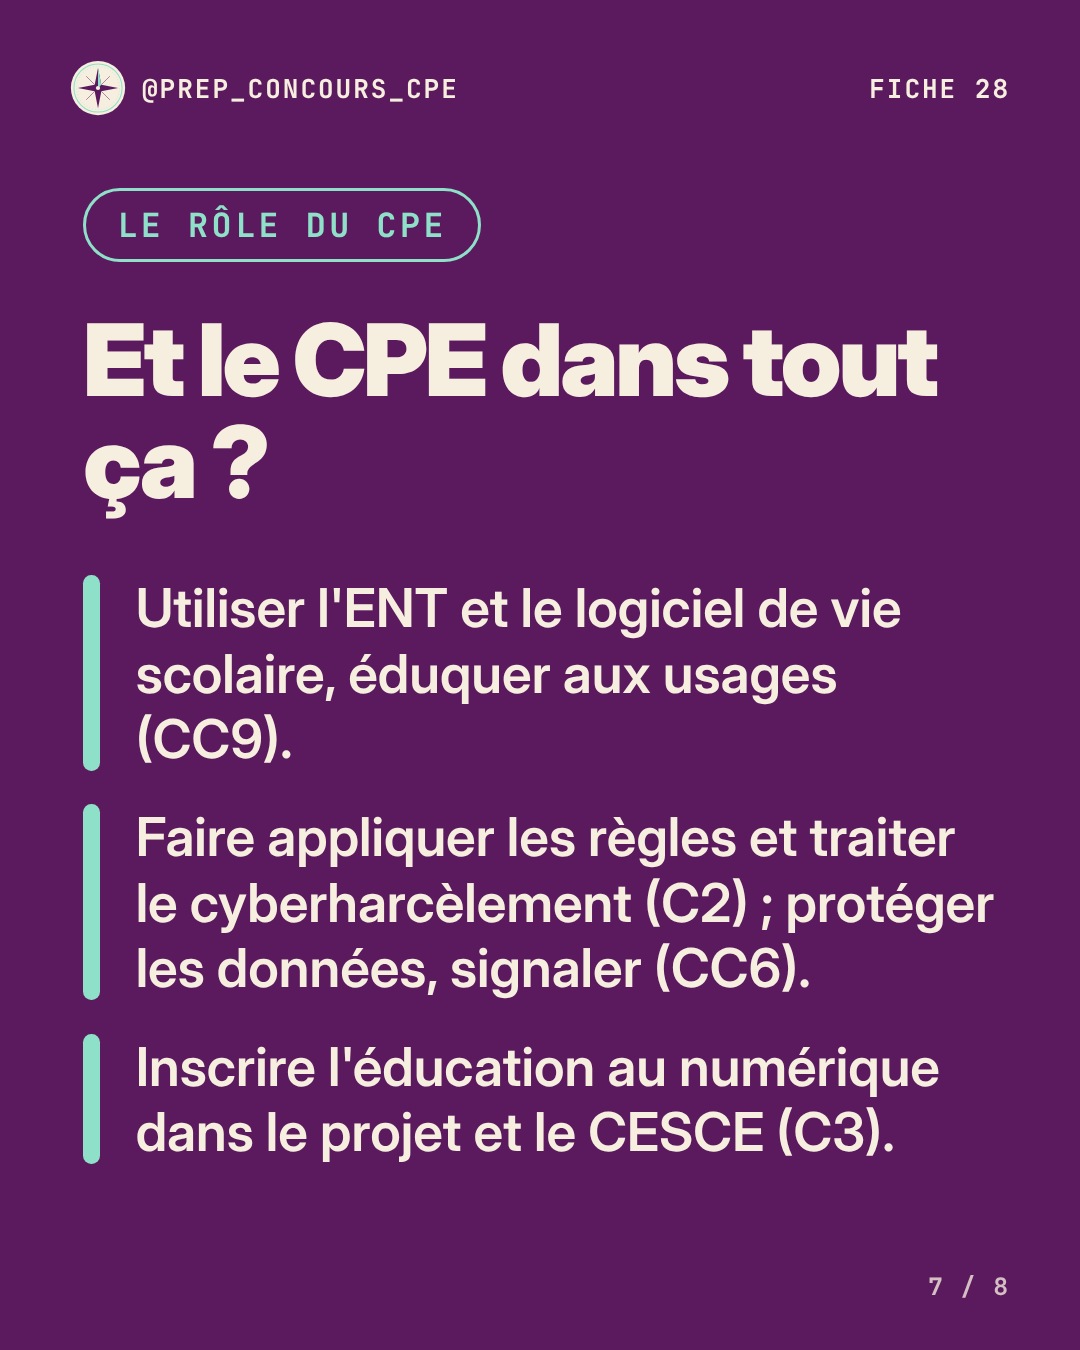 @PREP_CONCOURS_CPE
FICHE 28
LE RÔLE DU CPE
Et le CPE dans tout
ça ?
Utiliser l'ENT et le logiciel de vie
scolaire, éduquer aux usages
(CC9).
Faire appliquer les règles et traiter
le cyberharcèlement (C2) ; protéger
les données, signaler (CC6).
Inscrire l'éducation au numérique
dans le projet et le CESCE (C3).
7 / 8